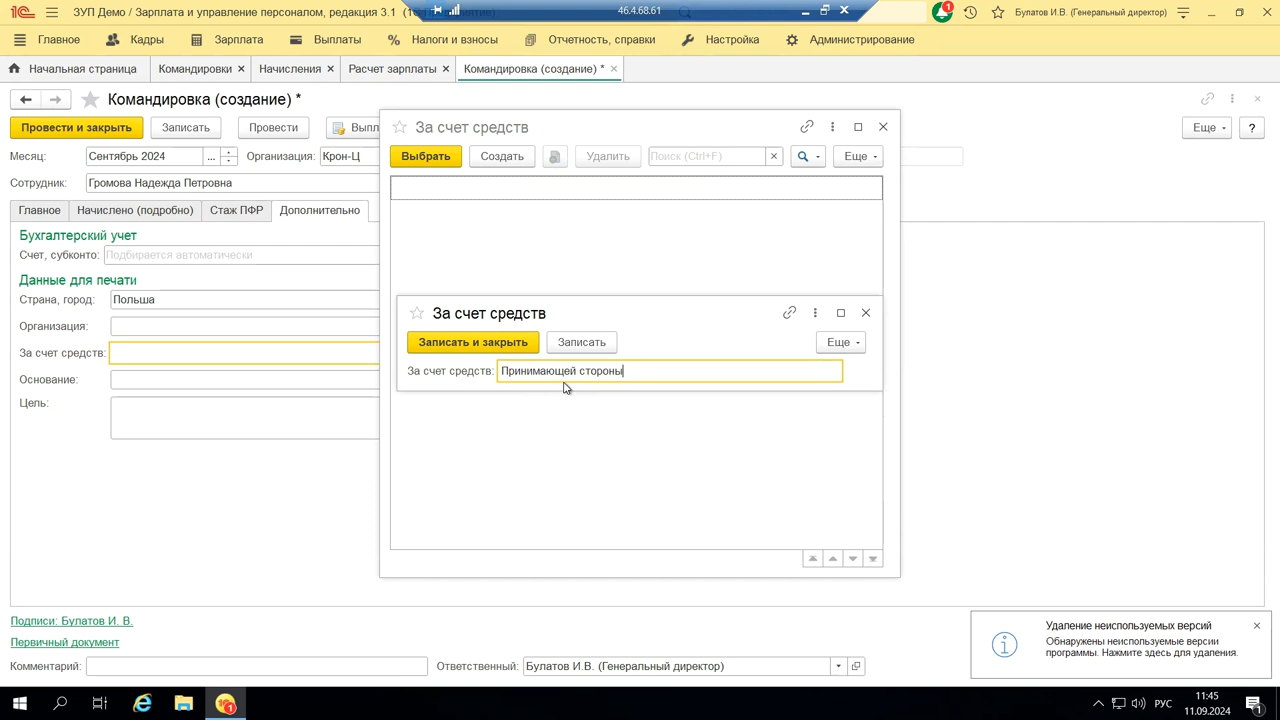 ЗУП Демо / Зарплата и управление персоналом, редакция 3.1 (1С
46.4.68.61
1
Булатов И.В. (Генеральный директор)
Главное
Кадры
Зарплата
Выплаты
Налоги и взносы
Отчетность, справки
Настройка
Администрирование
Начальная страница
Командировки
Начисления
Расчет зарплаты
Командировка (создание) *
Командировка (создание) *
Провести и закрыть
Записать
Провести
Выпл
Еще
?
Месяц:
Сентябрь 2024
...
Организация:
Крон-Ц
Сотрудник:
Громова Надежда Петровна
Главное
Начислено (подробно)
Стаж ПФР
Дополнительно
Бухгалтерский учет
Счет, субконто:
Подбирается автоматически
Данные для печати
Страна, город:
Польша
Организация:
За счет средств:
Основание:
Цель:
За счет средств
Выбрать
Создать
Удалить
Поиск (Ctrl+F)
Еще
За счет средств
Записать и закрыть
Записать
Еще
За счет средств:
Принимающей стороны
Подписи: Булатов И. В.
Первичный документ
Комментарий:
Ответственный:
Булатов И.В. (Генеральный директор)
Удаление неиспользуемых версий
Обнаружены неиспользуемые версии
программы. Нажмите здесь для удаления.
РУС
11:45
11.09.2024
1